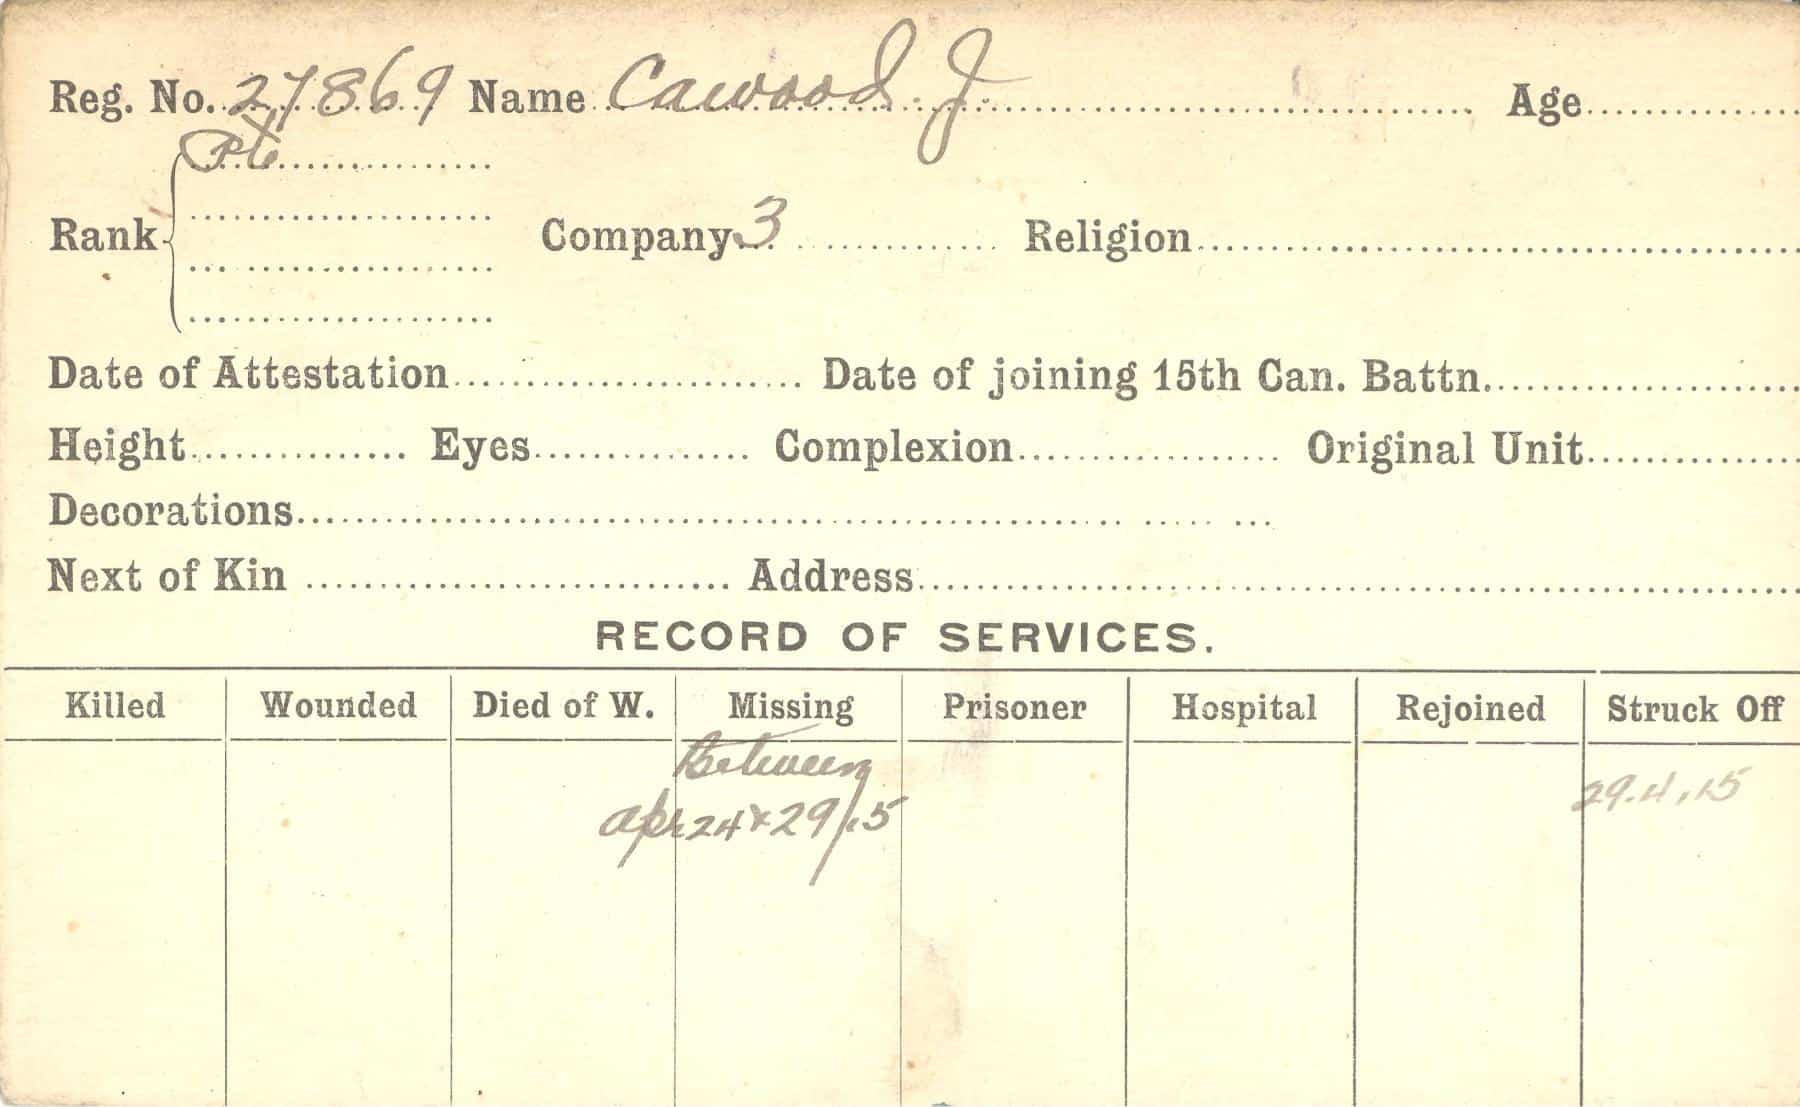 Reg. No. 27869 Name Cawood J Age
Pte
Rank Company 3 Religion
Date of Attestation Date of joining 15th Can. Battn.
Height Eyes Complexion Original Unit
Decorations
Next of Kin Address
RECORD OF SERVICES.
Killed Wounded Died of W. Missing Prisoner Hospital Rejoined Struck Off
Between
apr 24 & 29/15 29.4.15